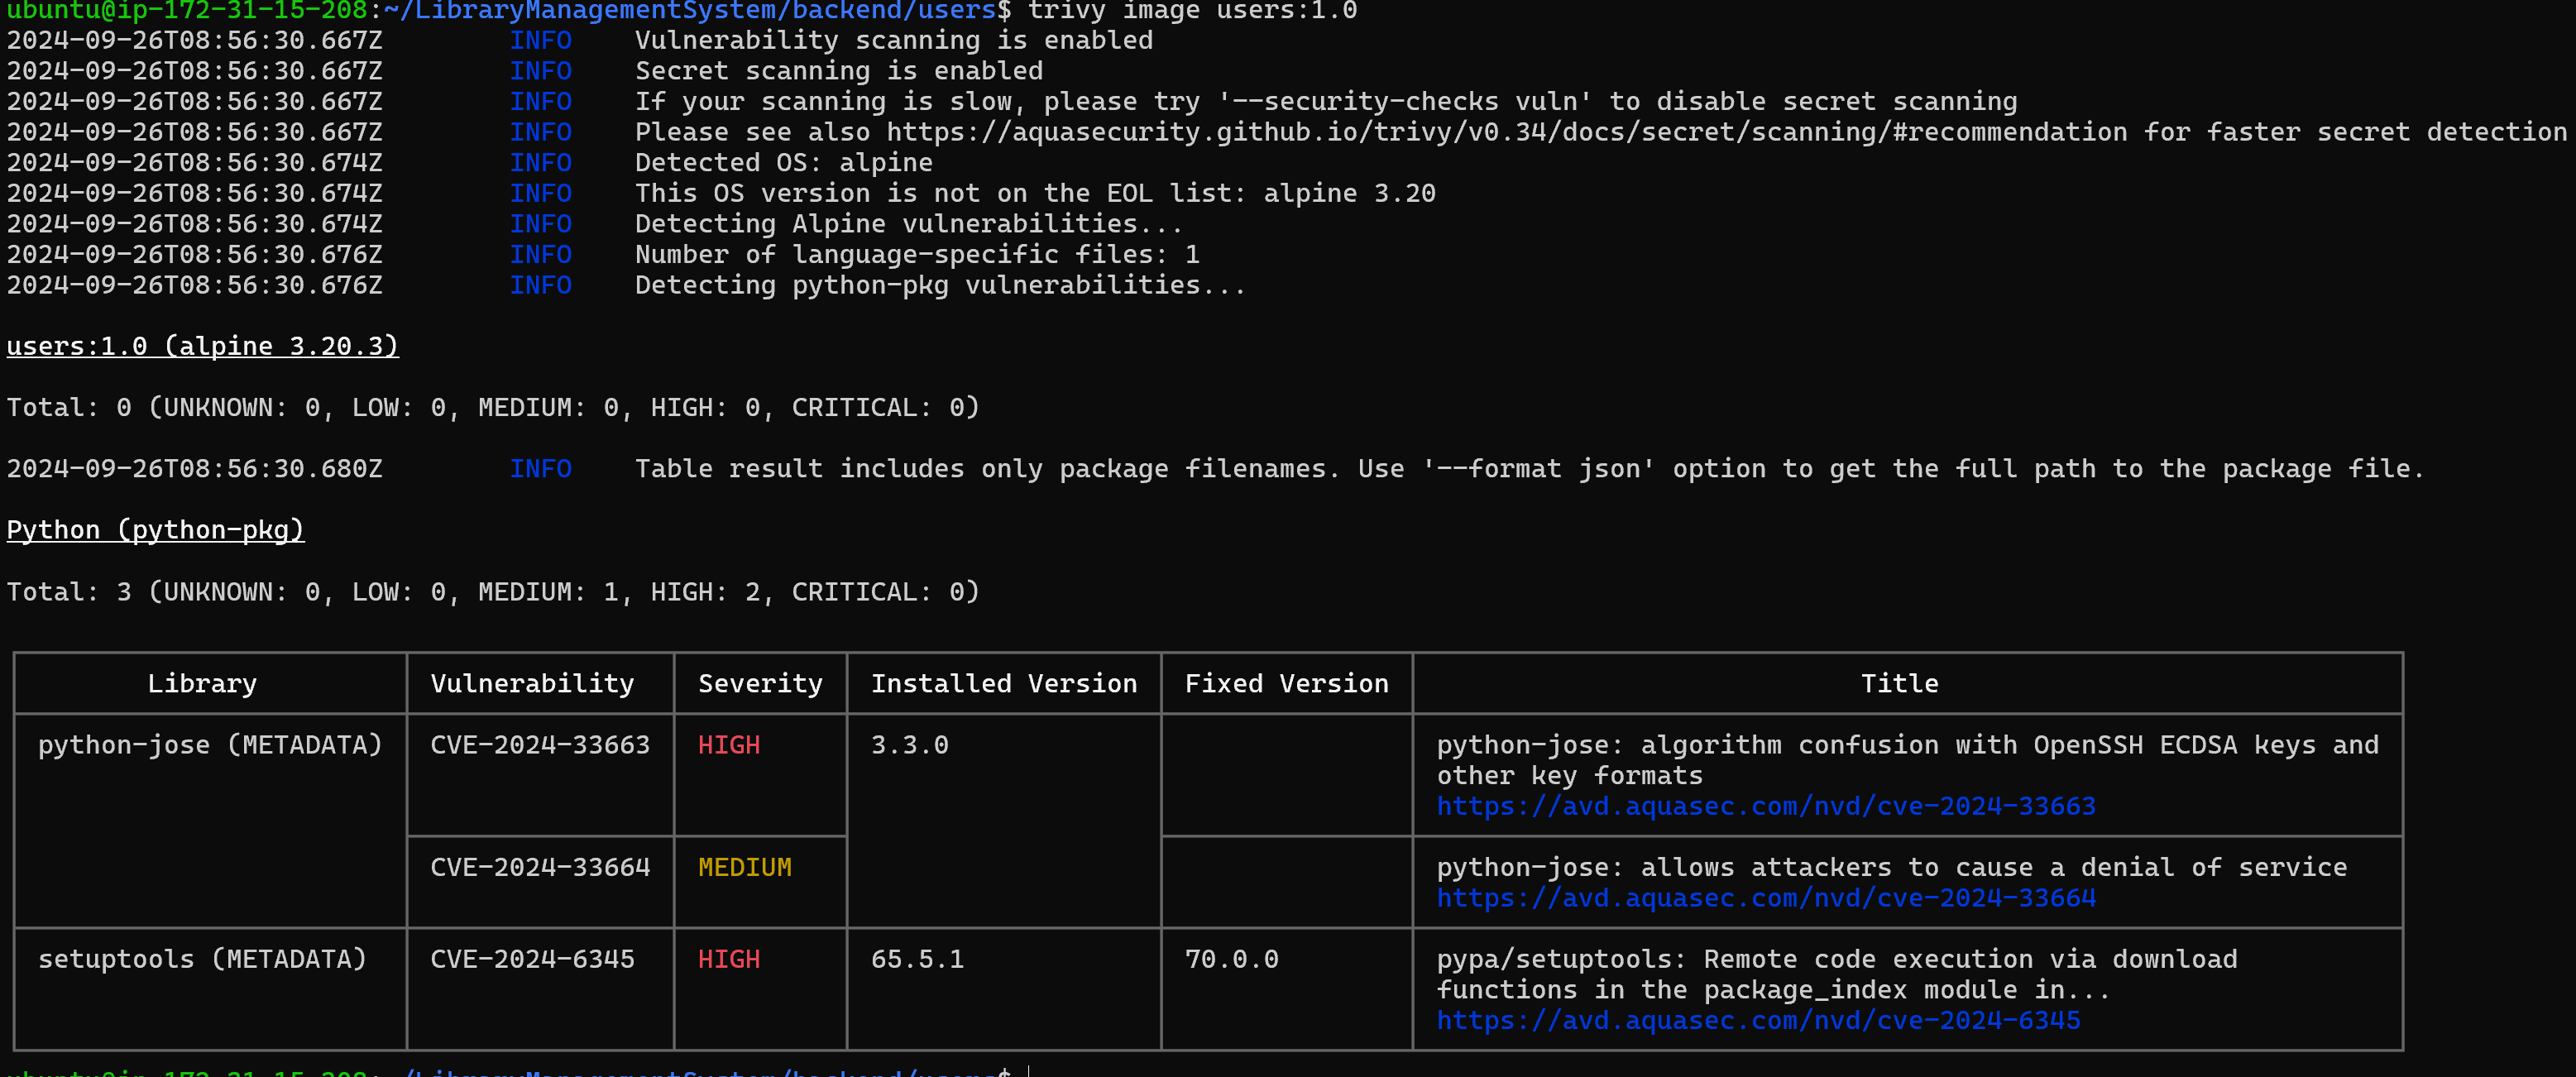 ubuntu@ip-172-31-15-208:~/LibraryManagementSystem/backend/users$ trivy image users:1.0
2024-09-26T08:56:30.667Z INFO Vulnerability scanning is enabled
2024-09-26T08:56:30.667Z INFO Secret scanning is enabled
2024-09-26T08:56:30.667Z INFO If your scanning is slow, please try '--security-checks vuln' to disable secret scanning
2024-09-26T08:56:30.667Z INFO Please see also https://aquasecurity.github.io/trivy/v0.34/docs/secret/scanning/#recommendation for faster secret detection
2024-09-26T08:56:30.674Z INFO Detected OS: alpine
2024-09-26T08:56:30.674Z INFO This OS version is not on the EOL list: alpine 3.20
2024-09-26T08:56:30.674Z INFO Detecting Alpine vulnerabilities...
2024-09-26T08:56:30.676Z INFO Number of language-specific files: 1
2024-09-26T08:56:30.676Z INFO Detecting python-pkg vulnerabilities...
users:1.0 (alpine 3.20.3)
Total: 0 (UNKNOWN: 0, LOW: 0, MEDIUM: 0, HIGH: 0, CRITICAL: 0)
2024-09-26T08:56:30.680Z INFO Table result includes only package filenames. Use '--format json' option to get the full path to the package file.
Python (python-pkg)
Total: 3 (UNKNOWN: 0, LOW: 0, MEDIUM: 1, HIGH: 2, CRITICAL: 0)
Library Vulnerability Severity Installed Version Fixed Version Title
python-jose (METADATA) CVE-2024-33663 HIGH 3.3.0 python-jose: algorithm confusion with OpenSSH ECDSA keys and
other key formats
https://avd.aquasec.com/nvd/cve-2024-33663
CVE-2024-33664 MEDIUM python-jose: allows attackers to cause a denial of service
https://avd.aquasec.com/nvd/cve-2024-33664
setuptools (METADATA) CVE-2024-6345 HIGH 65.5.1 70.0.0 pypa/setuptools: Remote code execution via download
functions in the package_index module in...
https://avd.aquasec.com/nvd/cve-2024-6345
ubuntu@ip-172-31-15-208:~/LibraryManagementSystem/backend/users$